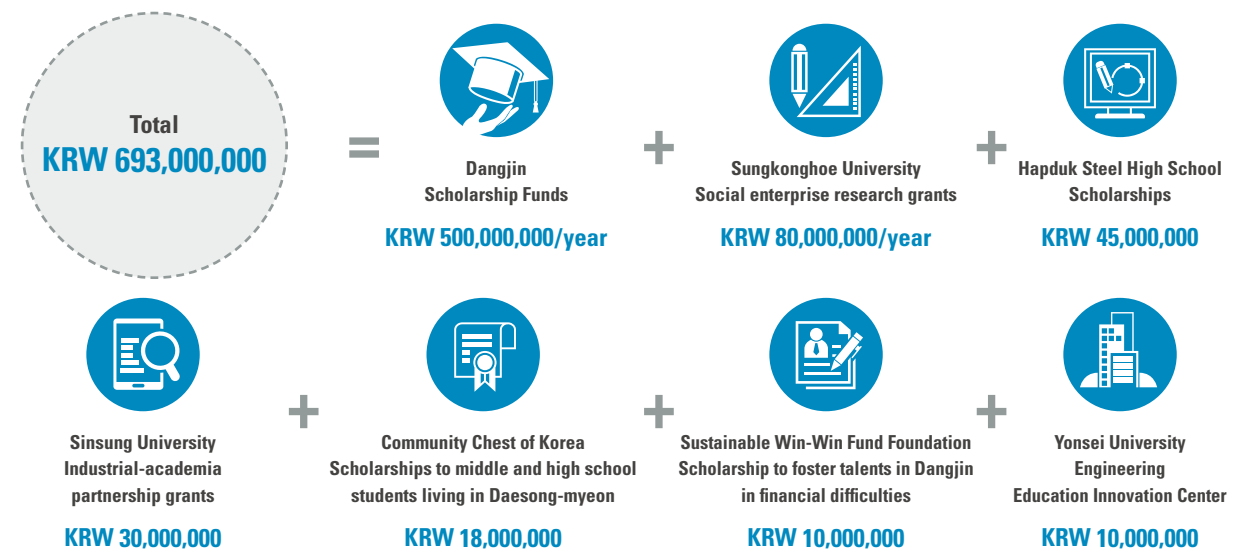 Total
KRW 693,000,000
=
Dangjin
Scholarship Funds
KRW 500,000,000/year
+
Sungkonghoe University
Social enterprise research grants
KRW 80,000,000/year
+
Hapduk Steel High School
Scholarships
KRW 45,000,000
Sinsung University
Industrial-academia
partnership grants
KRW 30,000,000
+
Community Chest of Korea
Scholarships to middle and high school
students living in Daesong-myeon
KRW 18,000,000
+
Sustainable Win-Win Fund Foundation
Scholarship to foster talents in Dangjin
in financial difficulties
KRW 10,000,000
+
Yonsei University
Engineering
Education Innovation Center
KRW 10,000,000